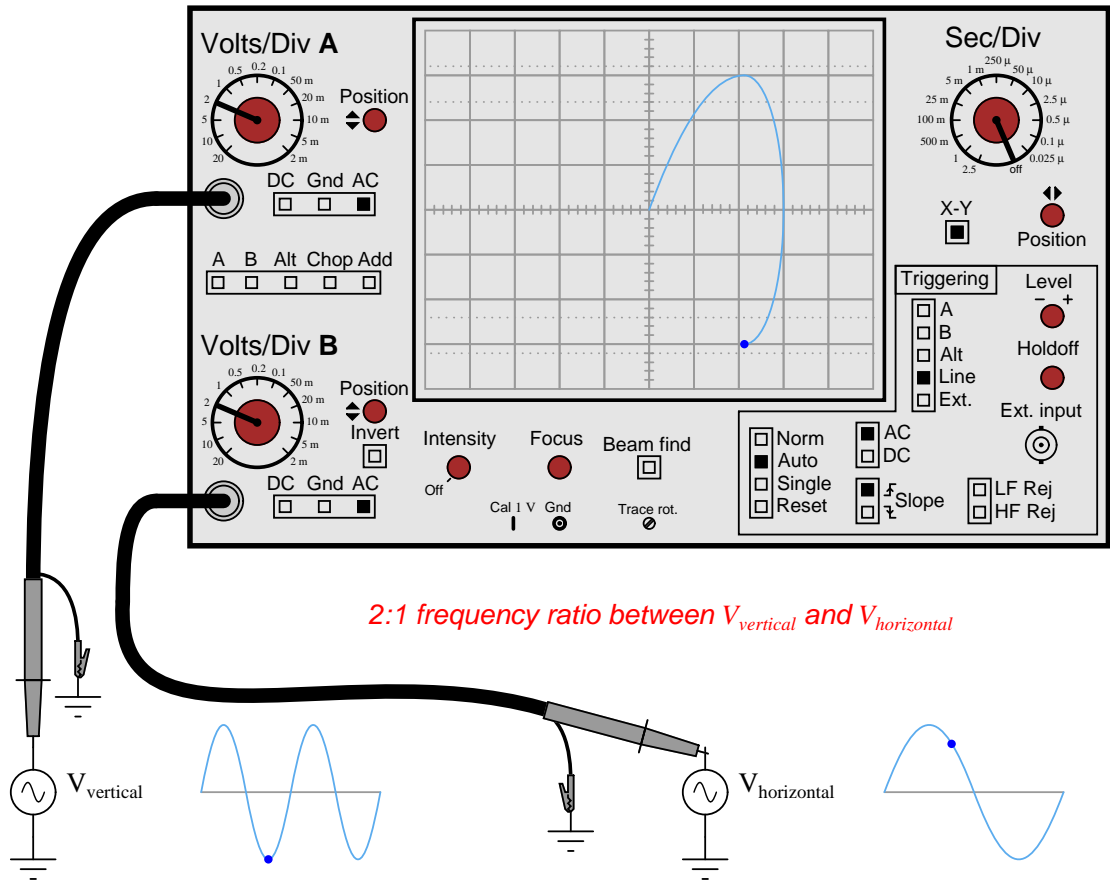 Volts/Div A
0.5 0.2 0.1
1 50 m
2 20 m
5 10 m
10 5 m
20 2 m
Position
DC Gnd AC
A B Alt Chop Add
Volts/Div B
0.5 0.2 0.1
1 50 m
2 20 m
5 10 m
10 5 m
20 2 m
Position
Invert
DC Gnd AC
Intensity
Off
Focus
Beam find
Cal 1 V Gnd
Trace rot.
Sec/Div
250 µ
1 m 50 µ
5 m 10 µ
25 m 2.5 µ
100 m 0.5 µ
500 m 0.1 µ
1 0.025 µ
2.5 off
X-Y
Position
Triggering
A
B
Alt
Line
Ext.
Level
− +
Holdoff
Ext. input
Norm
Auto
Single
Reset
AC
DC
Slope
LF Rej
HF Rej
2:1 frequency ratio between Vvertical and Vhorizontal
Vvertical
Vhorizontal